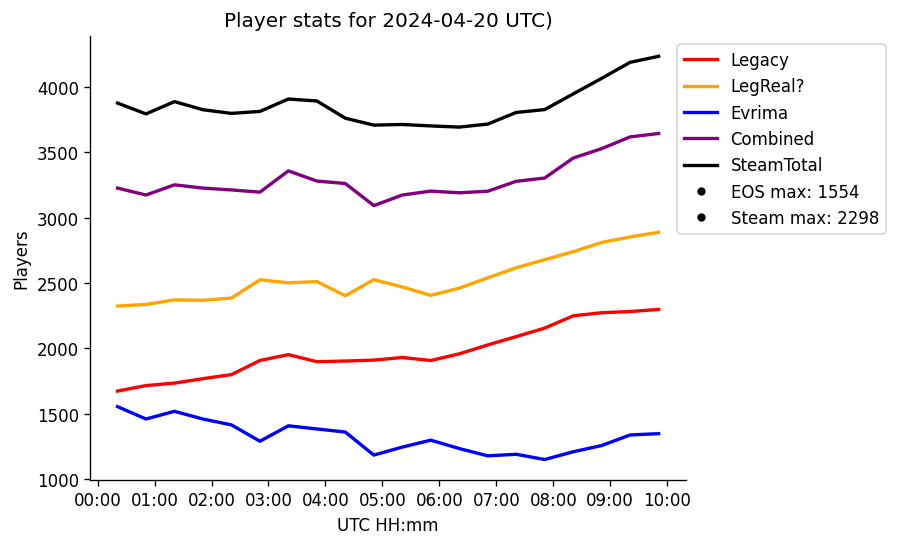 Player stats for 2024-04-20 UTC)
Legacy
LegReal?
Evrima
Combined
SteamTotal
EOS max: 1554
Steam max: 2298
4000
3500
3000
2500
2000
1500
1000
Players
00:00 01:00 02:00 03:00 04:00 05:00 06:00 07:00 08:00 09:00 10:00
UTC HH:mm